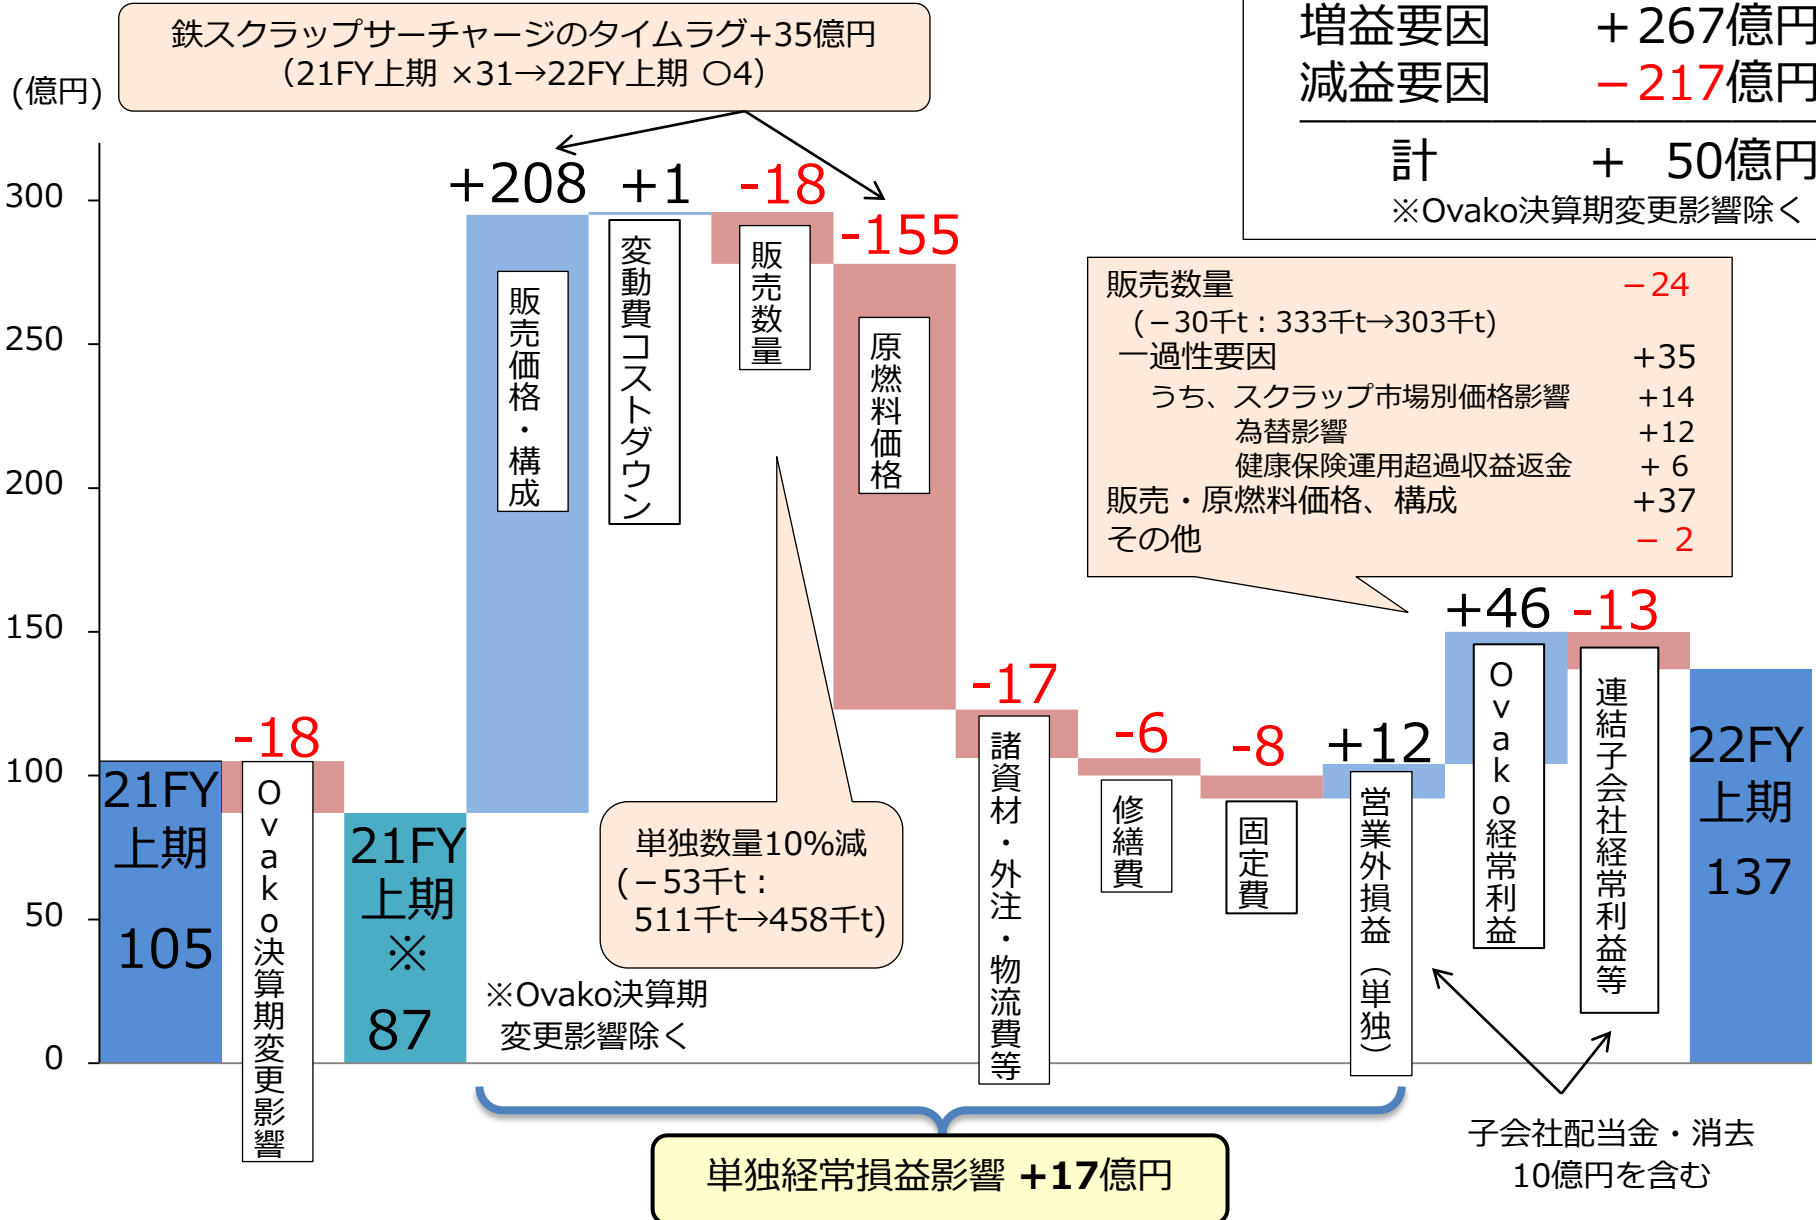 鉄スクラップサーチャージのタイムラグ+35億円
(21FY上期 ×31→22FY上期 〇4)
増益要因 +267億円
減益要因 -217億円
計 + 50億円
※Ovako決算期変更影響除く
(億円)
300
250
200
150
100
50
0
+208
+1
-18
-155
-17
-6
-8
+12
+46
-13
-18
販売価格・構成
変動費コストダウン
販売数量
原燃料価格
販売数量 -24
(-30千t:333千t→303千t)
一過性要因 +35
うち、スクラップ市場別価格影響 +14
為替影響 +12
健康保険運用超過収益返金 + 6
販売・原燃料価格、構成 +37
その他 - 2
21FY
上期
105
Ovako決算期変更影響
21FY
上期
※
87
※Ovako決算期
変更影響除く
単独数量10%減
(-53千t:
511千t→458千t)
諸資材・外注・物流費等
修繕費
固定費
営業外損益(単独)
Ovako経常利益
連結子会社経常利益等
22FY
上期
137
単独経常損益影響 +17億円
子会社配当金・消去
10億円を含む